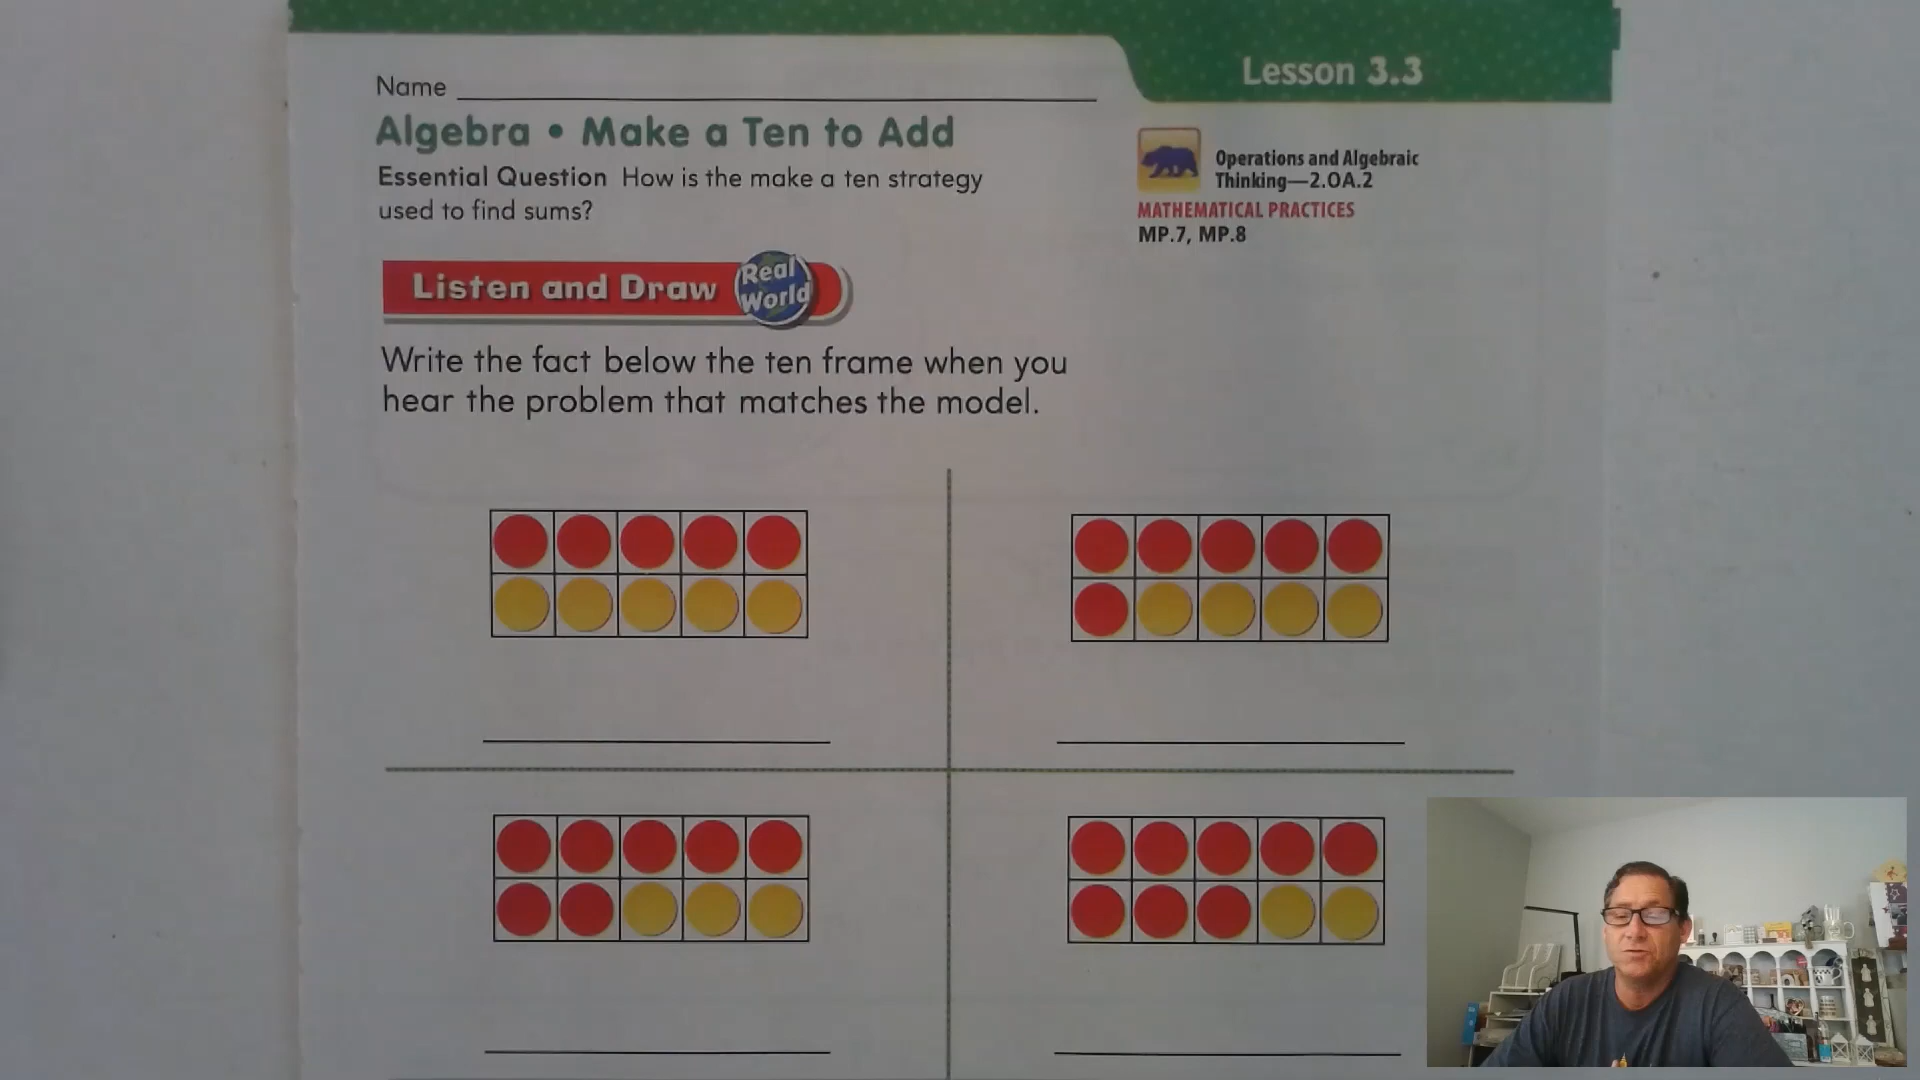 Lesson 3.3
Name
Algebra • Make a Ten to Add
Essential Question How is the make a ten strategy
used to find sums?
Operations and Algebraic
Thinking—2.OA.2
MATHEMATICAL PRACTICES
MP.7, MP.8
Listen and Draw
Real
World
Write the fact below the ten frame when you
hear the problem that matches the model.